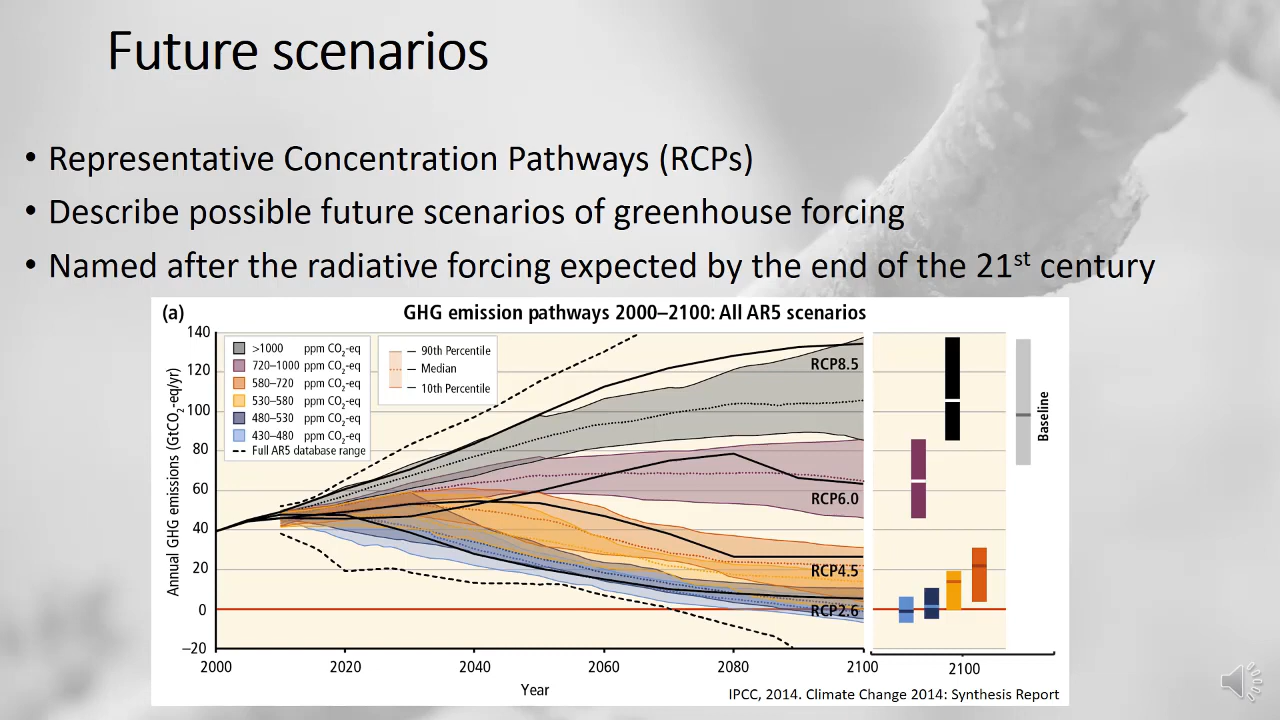 Future scenarios
• Representative Concentration Pathways (RCPs)
• Describe possible future scenarios of greenhouse forcing
• Named after the radiative forcing expected by the end of the 21st century
(a)
GHG emission pathways 2000–2100: All AR5 scenarios
Annual GHG emissions (GtCO2-eq/yr)
140
120
100
80
60
40
20
0
–20
>1000 ppm CO2-eq
720–1000 ppm CO2-eq
580–720 ppm CO2-eq
530–580 ppm CO2-eq
480–530 ppm CO2-eq
430–480 ppm CO2-eq
Full AR5 database range
90th Percentile
Median
10th Percentile
RCP8.5
RCP6.0
RCP4.5
RCP2.6
Baseline
2000 2020 2040 2060 2080 2100
2100
Year
IPCC, 2014. Climate Change 2014: Synthesis Report